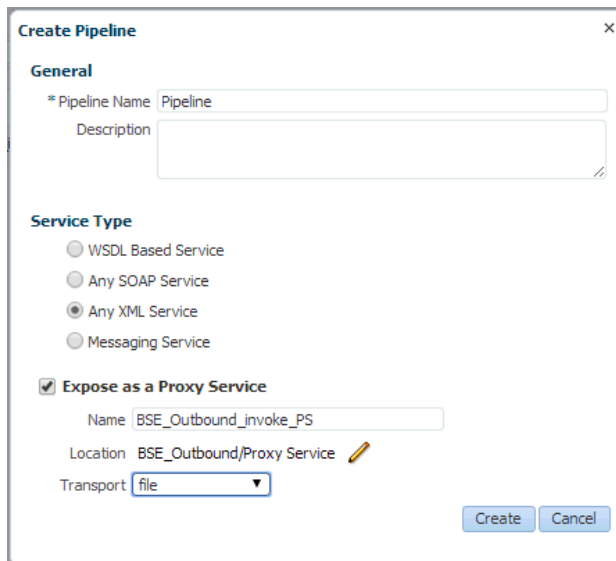 Create Pipeline ×
General
* Pipeline Name Pipeline
Description
Service Type
WSDL Based Service
Any SOAP Service
Any XML Service
Messaging Service
Expose as a Proxy Service
Name BSE_Outbound_invoke_PS
Location BSE_Outbound/Proxy Service
Transport file
Create Cancel